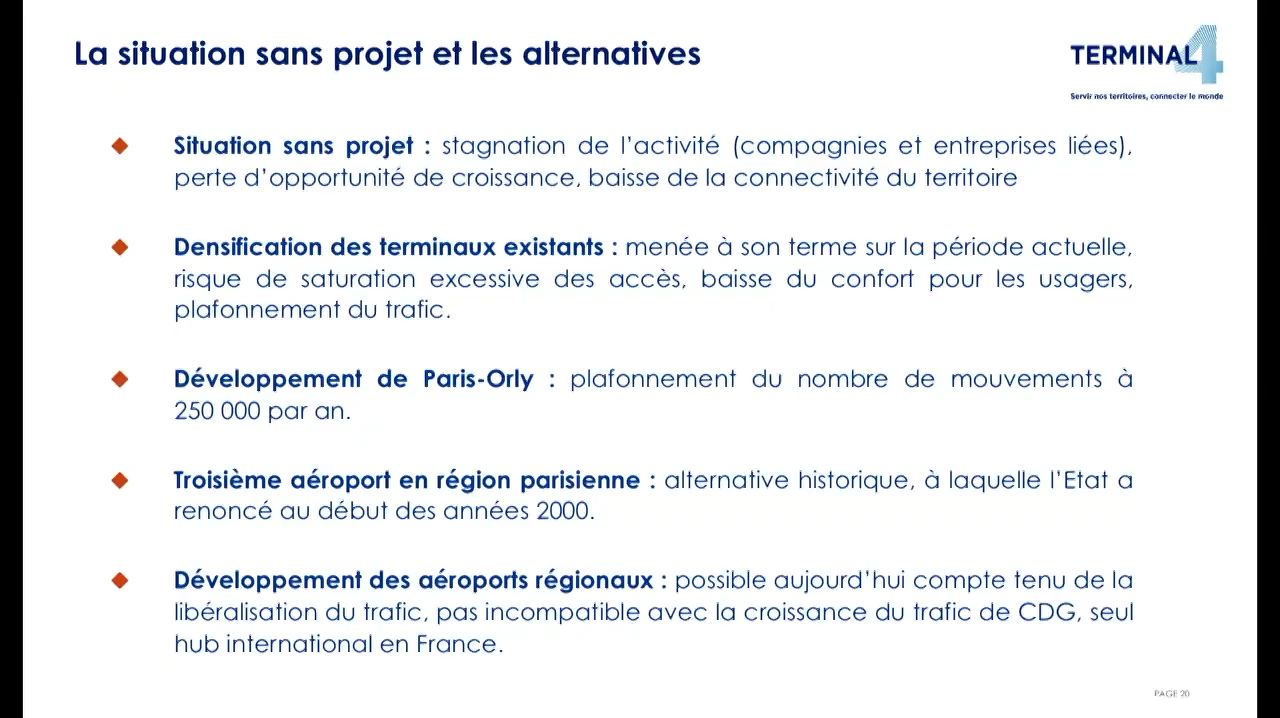 La situation sans projet et les alternatives
TERMINAL 4
Servir nos territoires, connecter le monde
Situation sans projet : stagnation de l’activité (compagnies et entreprises liées),
perte d’opportunité de croissance, baisse de la connectivité du territoire
Densification des terminaux existants : menée à son terme sur la période actuelle,
risque de saturation excessive des accès, baisse du confort pour les usagers,
plafonnement du trafic.
Développement de Paris-Orly : plafonnement du nombre de mouvements à
250 000 par an.
Troisième aéroport en région parisienne : alternative historique, à laquelle l’Etat a
renoncé au début des années 2000.
Développement des aéroports régionaux : possible aujourd’hui compte tenu de la
libéralisation du trafic, pas incompatible avec la croissance du trafic de CDG, seul
hub international en France.
PAGE 20